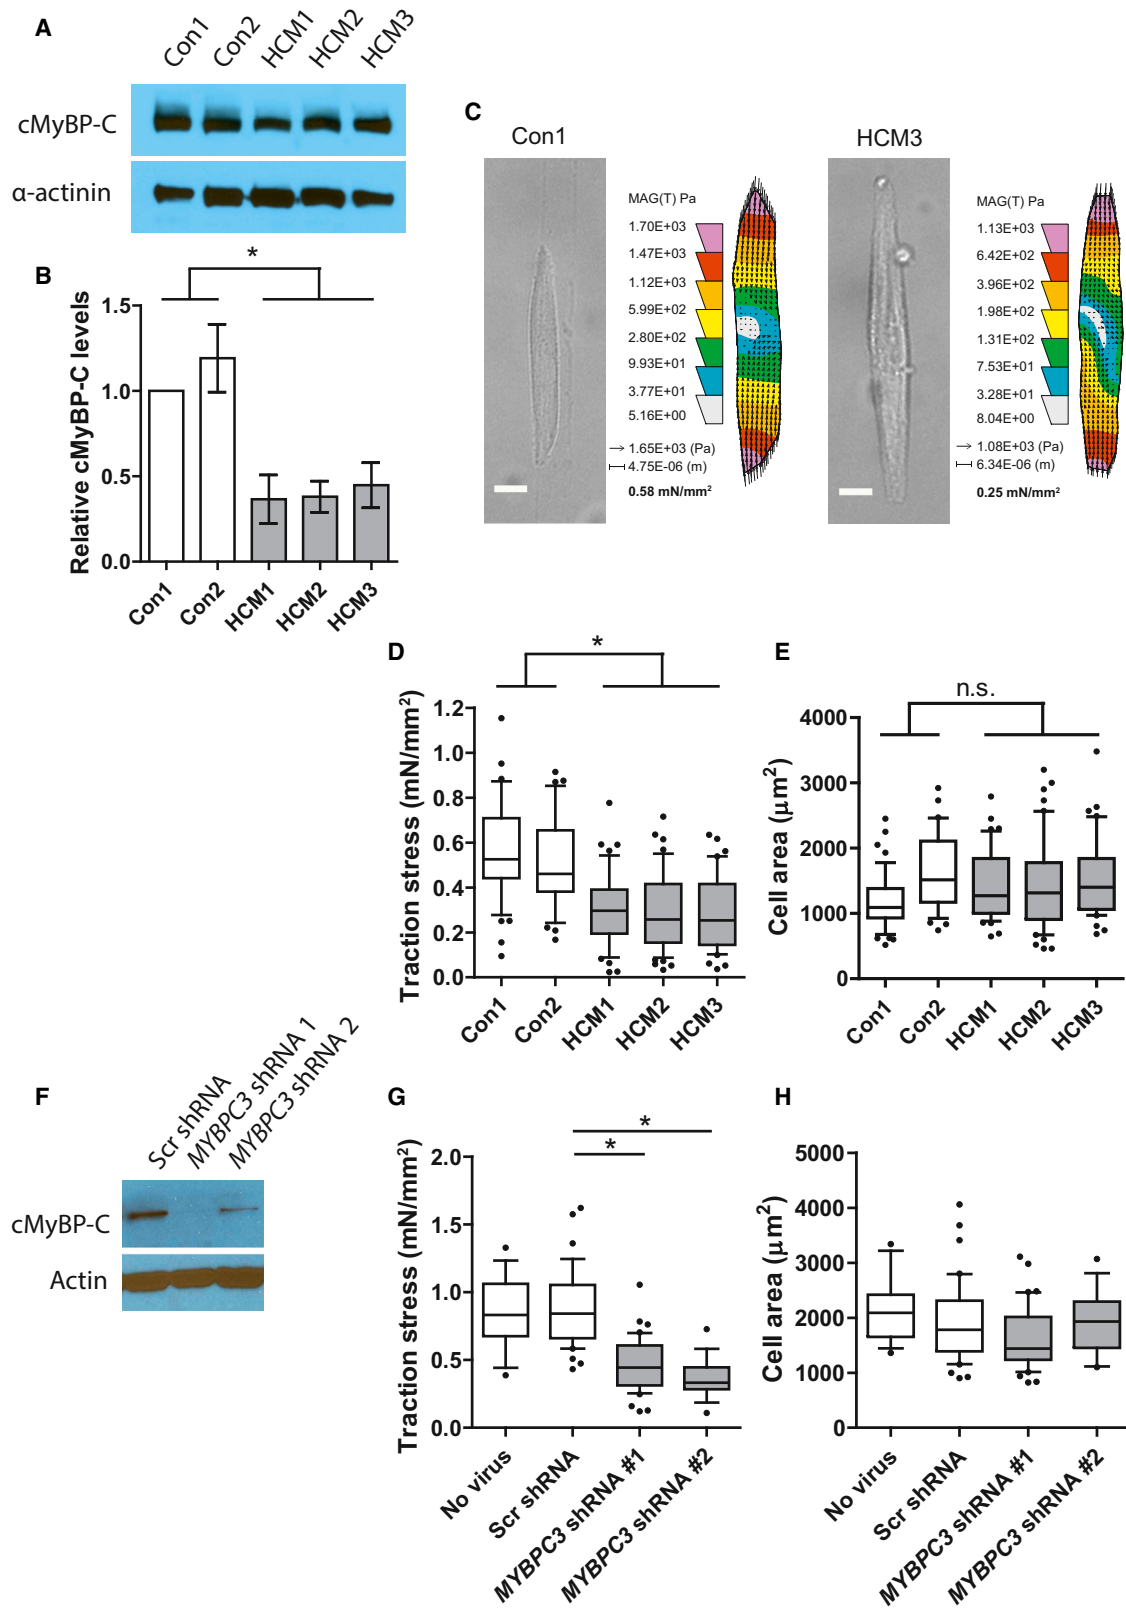 A
Con1
Con2
HCM1
HCM2
HCM3
cMyBP-C
α-actinin
B
*
Relative cMyBP-C levels
1.5
1.0
0.5
0.0
Con1
Con2
HCM1
HCM2
HCM3
C
Con1
MAG(T) Pa
1.70E+03
1.47E+03
1.12E+03
5.99E+02
2.80E+02
9.93E+01
3.77E+01
5.16E+00
1.65E+03 (Pa)
4.75E-06 (m)
0.58 mN/mm²
HCM3
MAG(T) Pa
1.13E+03
6.42E+02
3.96E+02
1.98E+02
1.31E+02
7.53E+01
3.28E+01
8.04E+00
1.08E+03 (Pa)
6.34E-06 (m)
0.25 mN/mm²
D
*
Traction stress (mN/mm²)
1.2
1.0
0.8
0.6
0.4
0.2
0.0
Con1
Con2
HCM1
HCM2
HCM3
E
n.s.
Cell area (μm²)
4000
3000
2000
1000
0
Con1
Con2
HCM1
HCM2
HCM3
F
Scr shRNA
MYBPC3 shRNA 1
MYBPC3 shRNA 2
cMyBP-C
Actin
G
*
*
Traction stress (mN/mm²)
2.0
1.5
1.0
0.5
0.0
No virus
Scr shRNA
MYBPC3 shRNA #1
MYBPC3 shRNA #2
H
Cell area (μm²)
5000
4000
3000
2000
1000
0
No virus
Scr shRNA
MYBPC3 shRNA #1
MYBPC3 shRNA #2